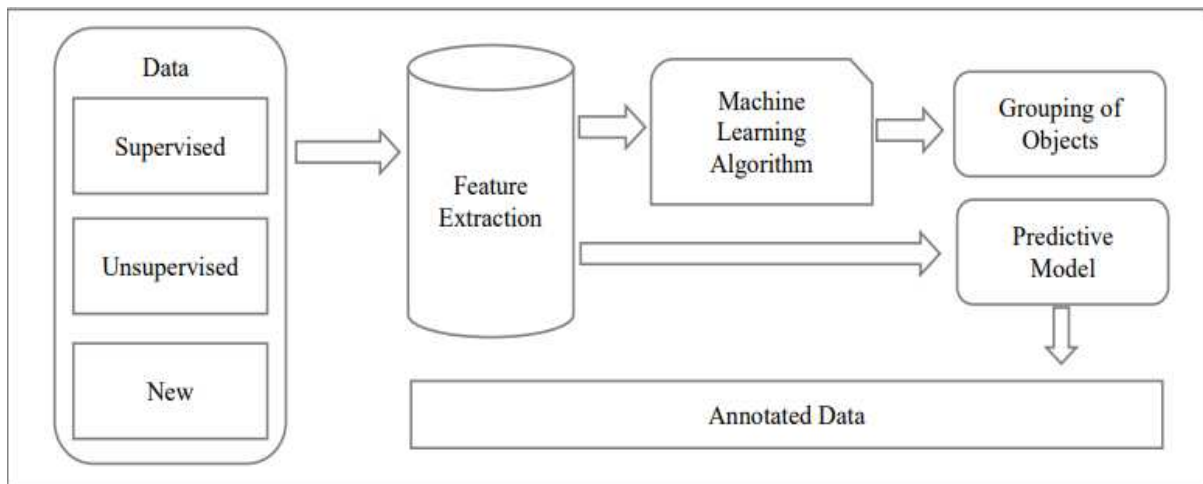 Data
Supervised
Unsupervised
New
Feature
Extraction
Machine
Learning
Algorithm
Grouping of
Objects
Predictive
Model
Annotated Data